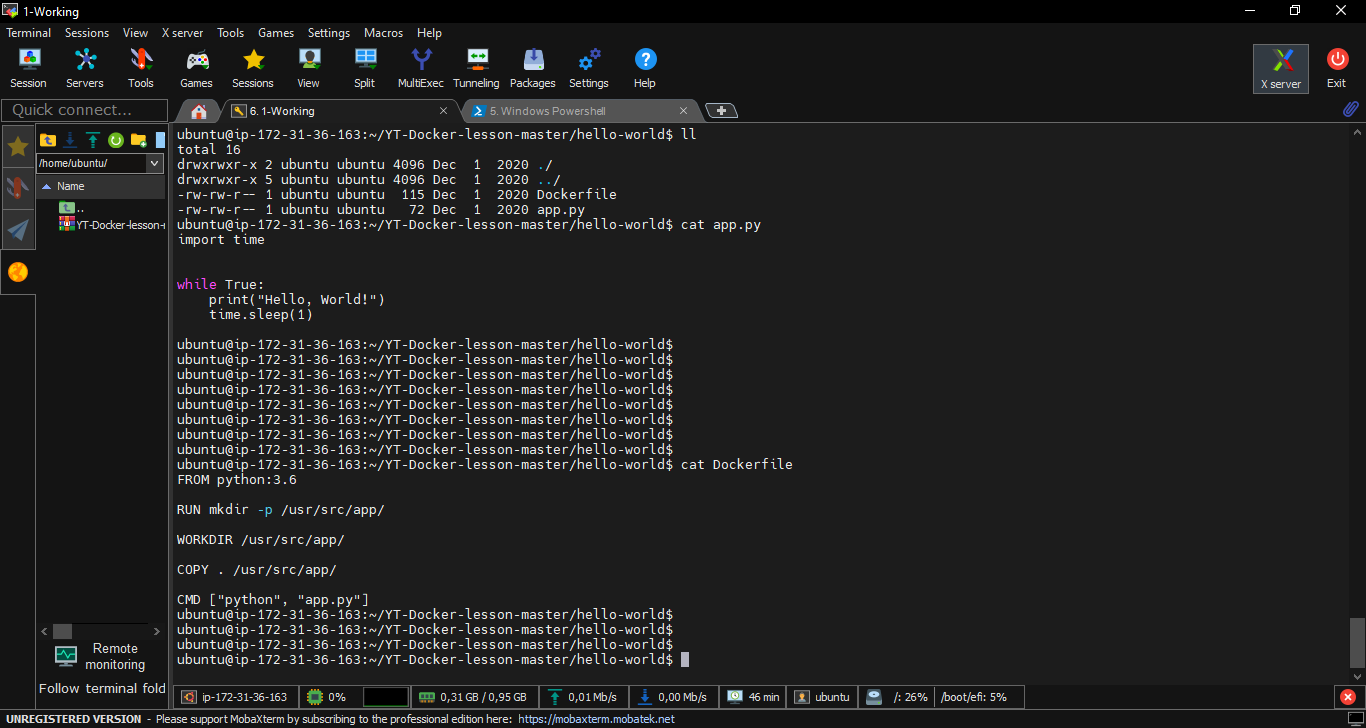 1-Working
Terminal Sessions View X server Tools Games Settings Macros Help
Session Servers Tools Games Sessions View Split MultiExec Tunneling Packages Settings Help X server Exit
Quick connect...
6. 1-Working
5. Windows Powershell
/home/ubuntu/
Name
..
YT-Docker-lesson-
ubuntu@ip-172-31-36-163:~/YT-Docker-lesson-master/hello-world$ ll
total 16
drwxrwxr-x 2 ubuntu ubuntu 4096 Dec  1  2020 ./
drwxrwxr-x 5 ubuntu ubuntu 4096 Dec  1  2020 ../
-rw-rw-r-- 1 ubuntu ubuntu  115 Dec  1  2020 Dockerfile
-rw-rw-r-- 1 ubuntu ubuntu   72 Dec  1  2020 app.py
ubuntu@ip-172-31-36-163:~/YT-Docker-lesson-master/hello-world$ cat app.py
import time
while True:
    print("Hello, World!")
    time.sleep(1)
ubuntu@ip-172-31-36-163:~/YT-Docker-lesson-master/hello-world$
ubuntu@ip-172-31-36-163:~/YT-Docker-lesson-master/hello-world$
ubuntu@ip-172-31-36-163:~/YT-Docker-lesson-master/hello-world$
ubuntu@ip-172-31-36-163:~/YT-Docker-lesson-master/hello-world$
ubuntu@ip-172-31-36-163:~/YT-Docker-lesson-master/hello-world$
ubuntu@ip-172-31-36-163:~/YT-Docker-lesson-master/hello-world$
ubuntu@ip-172-31-36-163:~/YT-Docker-lesson-master/hello-world$
ubuntu@ip-172-31-36-163:~/YT-Docker-lesson-master/hello-world$
ubuntu@ip-172-31-36-163:~/YT-Docker-lesson-master/hello-world$ cat Dockerfile
FROM python:3.6
RUN mkdir -p /usr/src/app/
WORKDIR /usr/src/app/
COPY . /usr/src/app/
CMD ["python", "app.py"]
ubuntu@ip-172-31-36-163:~/YT-Docker-lesson-master/hello-world$
ubuntu@ip-172-31-36-163:~/YT-Docker-lesson-master/hello-world$
ubuntu@ip-172-31-36-163:~/YT-Docker-lesson-master/hello-world$
ubuntu@ip-172-31-36-163:~/YT-Docker-lesson-master/hello-world$
Remote
monitoring
Follow terminal fold
ip-172-31-36-163 0% 0,31 GB / 0,95 GB 0,01 Mb/s 0,00 Mb/s 46 min ubuntu /: 26% /boot/efi: 5%
UNREGISTERED VERSION - Please support MobaXterm by subscribing to the professional edition here: https://mobaxterm.mobatek.net